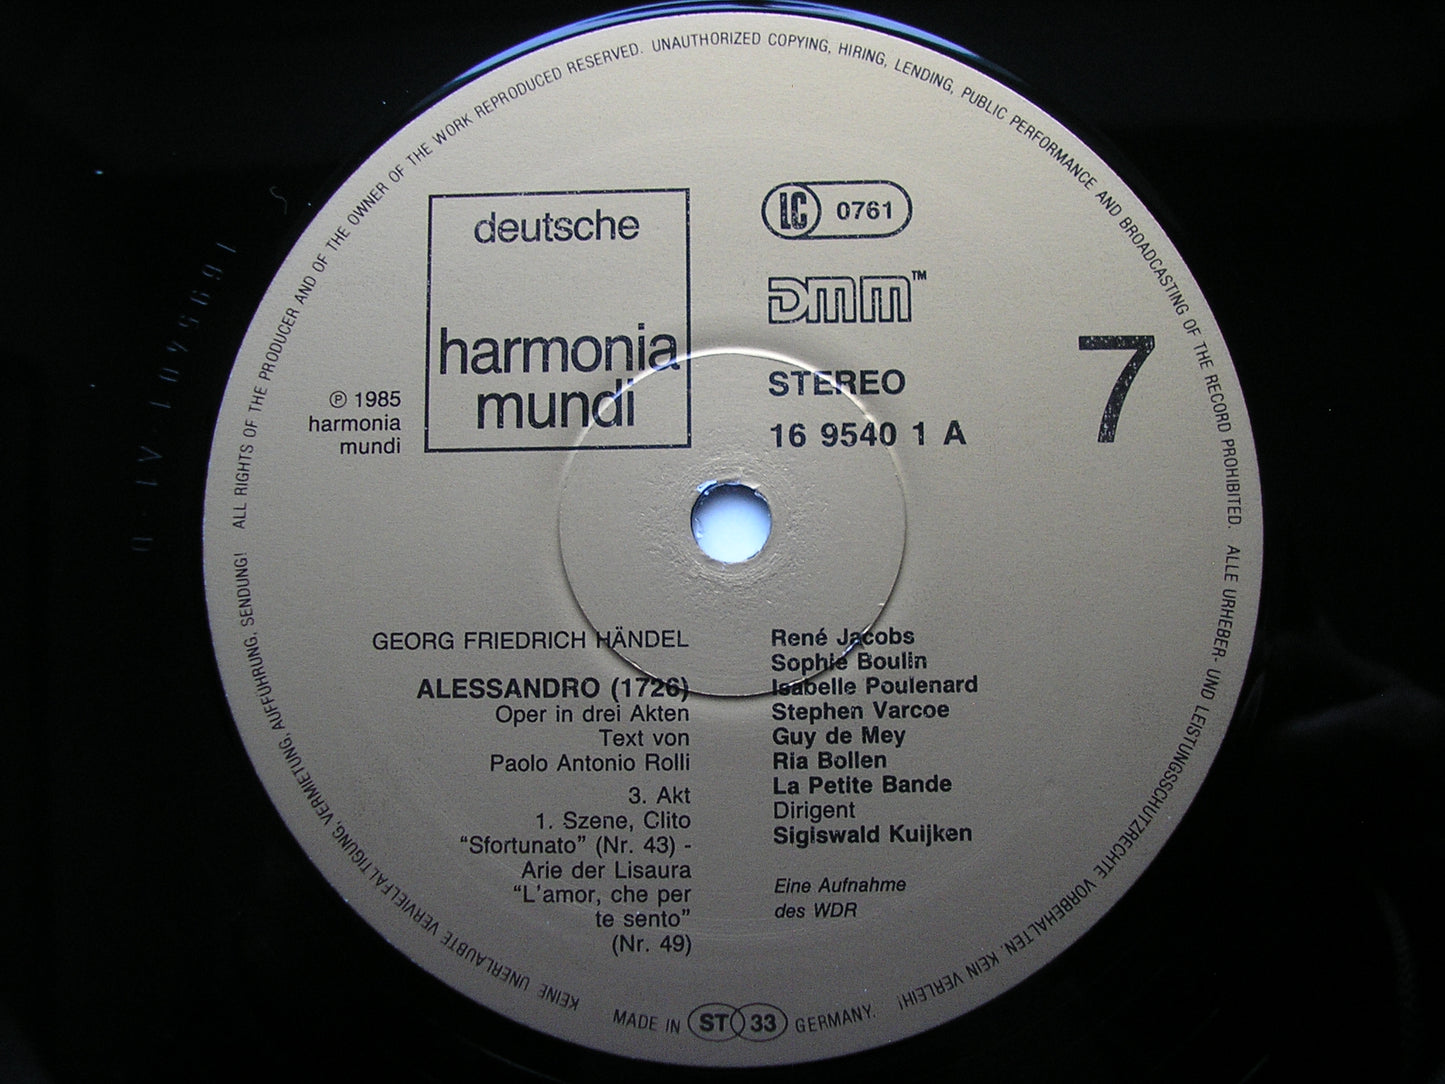 ALL RIGHTS OF THE PRODUCER AND OF THE OWNER OF THE WORK REPRODUCED RESERVED. UNAUTHORIZED COPYING, HIRING, LENDING, PUBLIC PERFORMANCE AND BROADCASTING OF THE RECORD PROHIBITED.
ALLE URHEBER- UND LEISTUNGSSCHUTZRECHTE VORBEHALTEN. KEIN VERLEIH!
KEINE UNERLAUBTE VERVIELFÄLTIGUNG, VERMIETUNG, AUFFÜHRUNG, SENDUNG!
deutsche
harmonia
mundi
℗ 1985
harmonia
mundi
LC 0761
DMM™
STEREO
16 9540 1 A
7
GEORG FRIEDRICH HÄNDEL
ALESSANDRO (1726)
Oper in drei Akten
Text von
Paolo Antonio Rolli
3. Akt
1. Szene, Clito
“Sfortunato” (Nr. 43) -
Arie der Lisaura
“L'amor, che per
te sento”
(Nr. 49)
René Jacobs
Sophie Boulin
Isabelle Poulenard
Stephen Varcoe
Guy de Mey
Ria Bollen
La Petite Bande
Dirigent
Sigiswald Kuijken
Eine Aufnahme
des WDR
MADE IN ST 33 GERMANY.